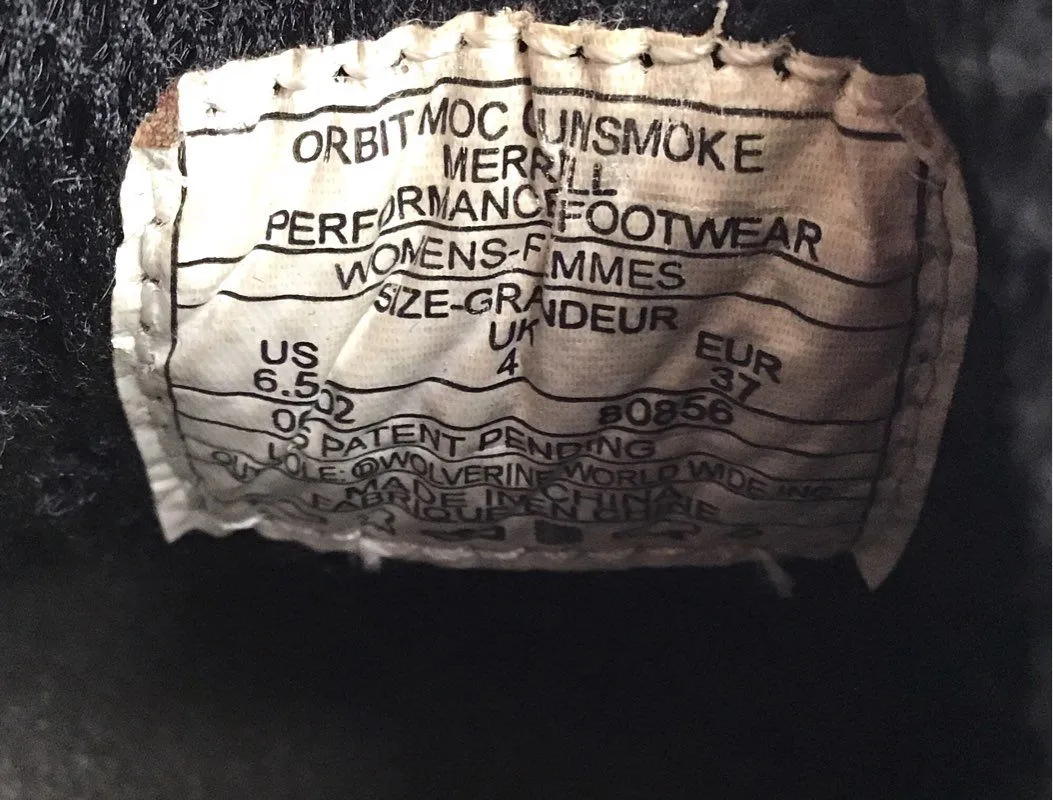 ORBIT MOC GUNSMOKE
MERRILL
PERFORMANCE FOOTWEAR
WOMENS-FEMMES
SIZE-GRANDEUR
US UK EUR
6.5 4 37
02 80856
PATENT PENDING
WOLVERINE WORLD WIDE INC
MADE IN CHINA
FABRIQUE EN CHINE